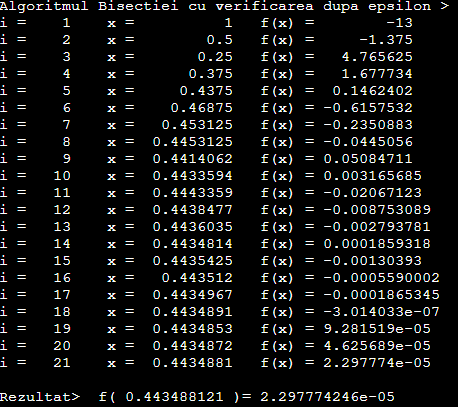 Algoritmul Bisectiei cu verificarea dupa epsilon >
i = 1 x = 1 f(x) = -13
i = 2 x = 0.5 f(x) = -1.375
i = 3 x = 0.25 f(x) = 4.765625
i = 4 x = 0.375 f(x) = 1.677734
i = 5 x = 0.4375 f(x) = 0.1462402
i = 6 x = 0.46875 f(x) = -0.6157532
i = 7 x = 0.453125 f(x) = -0.2350883
i = 8 x = 0.4453125 f(x) = -0.0445056
i = 9 x = 0.4414062 f(x) = 0.05084711
i = 10 x = 0.4433594 f(x) = 0.003165685
i = 11 x = 0.4443359 f(x) = -0.02067123
i = 12 x = 0.4438477 f(x) = -0.008753089
i = 13 x = 0.4436035 f(x) = -0.002793781
i = 14 x = 0.4434814 f(x) = 0.0001859318
i = 15 x = 0.4435425 f(x) = -0.00130393
i = 16 x = 0.443512 f(x) = -0.0005590002
i = 17 x = 0.4434967 f(x) = -0.0001865345
i = 18 x = 0.4434891 f(x) = -3.014033e-07
i = 19 x = 0.4434853 f(x) = 9.281519e-05
i = 20 x = 0.4434872 f(x) = 4.625689e-05
i = 21 x = 0.4434881 f(x) = 2.297774e-05
Rezultat> f( 0.443488121 )= 2.297774246e-05